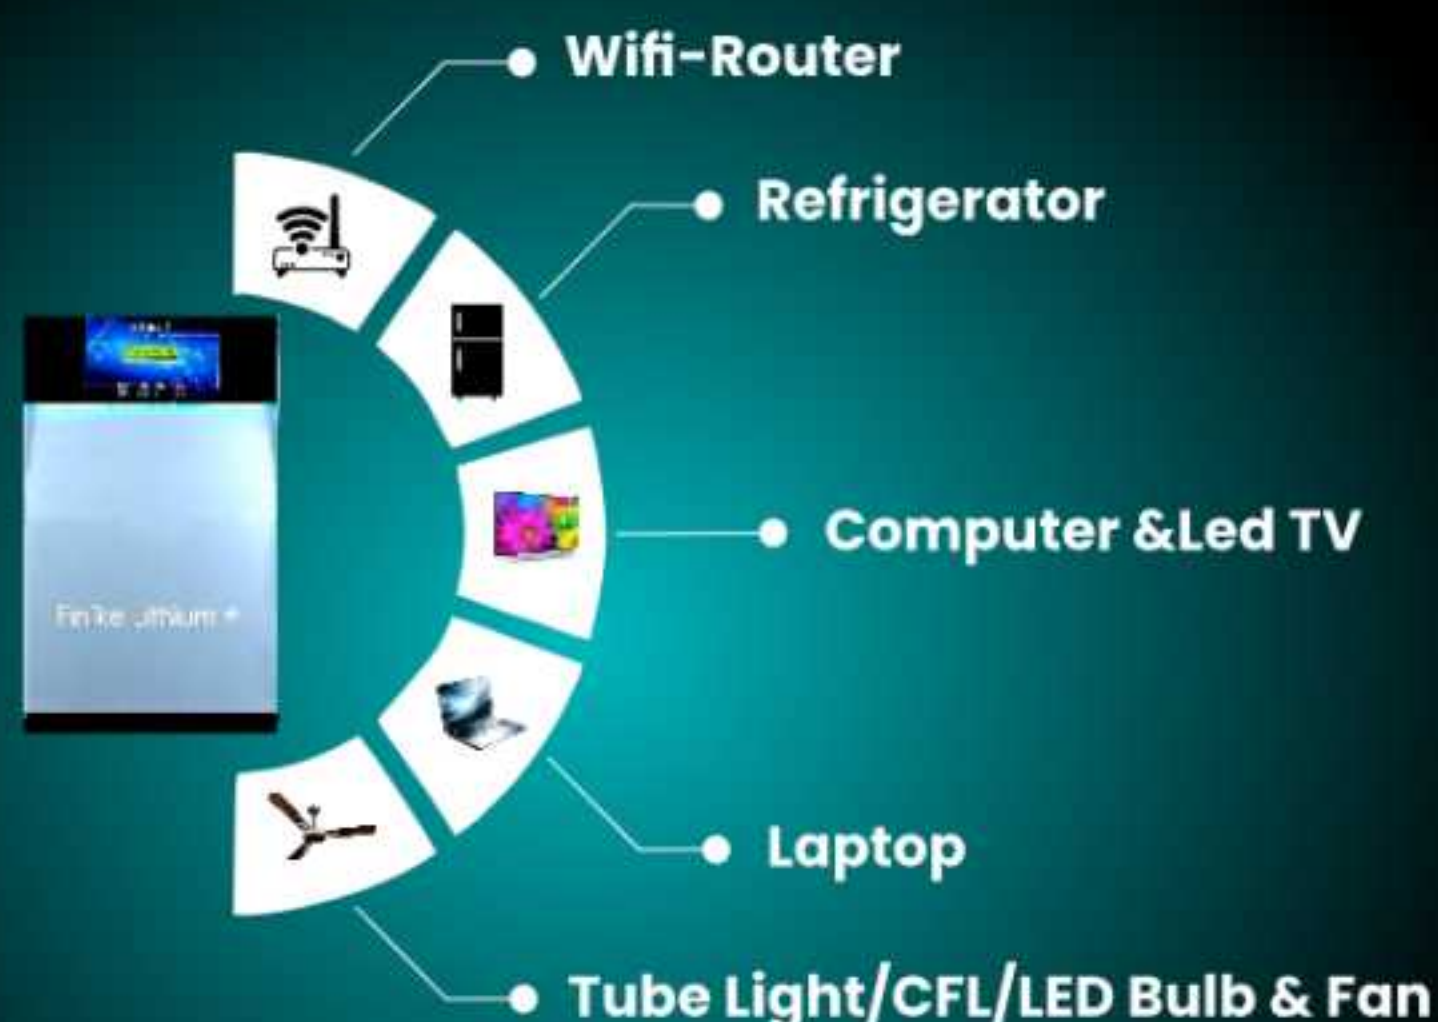 Wifi-Router
Refrigerator
Computer &Led TV
Laptop
Tube Light/CFL/LED Bulb & Fan